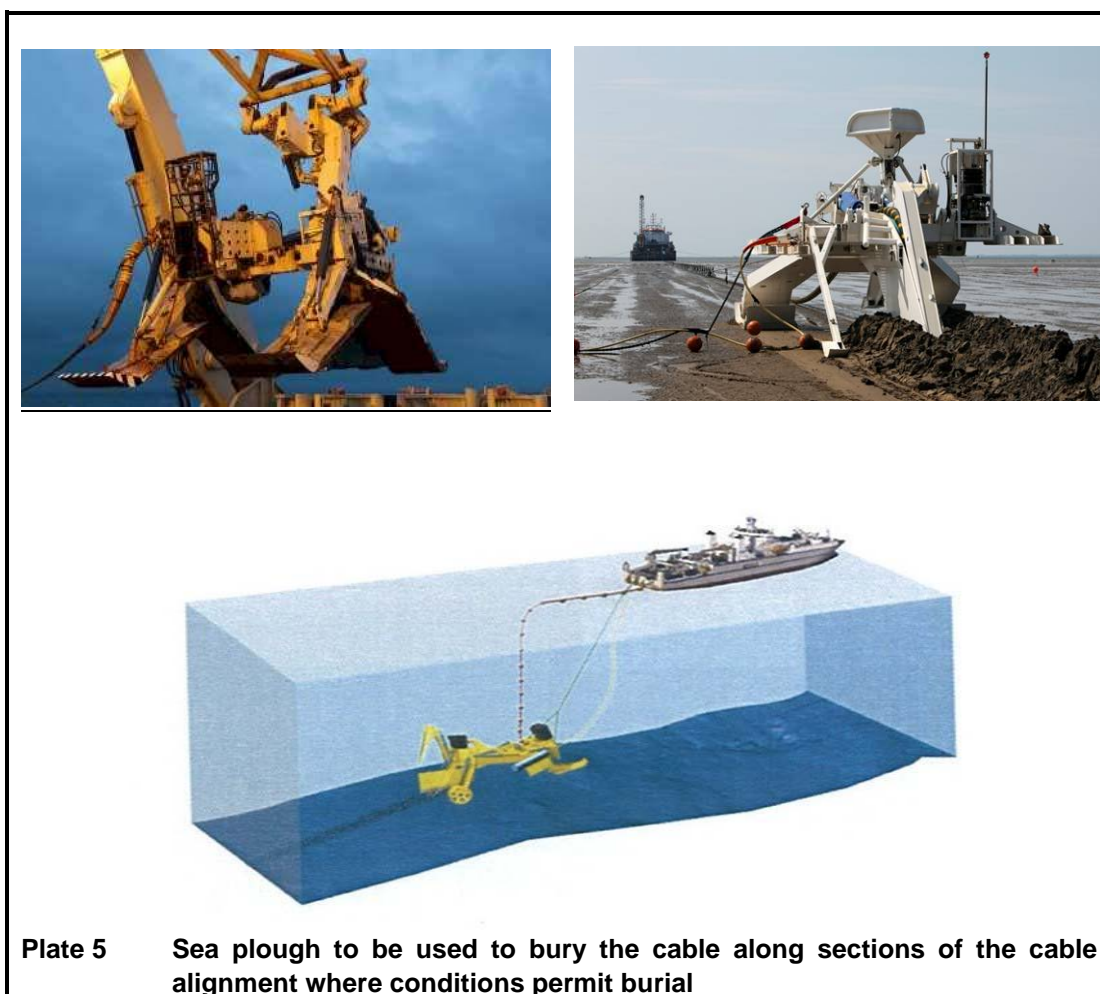 Plate 5 Sea plough to be used to bury the cable along sections of the cable
alignment where conditions permit burial